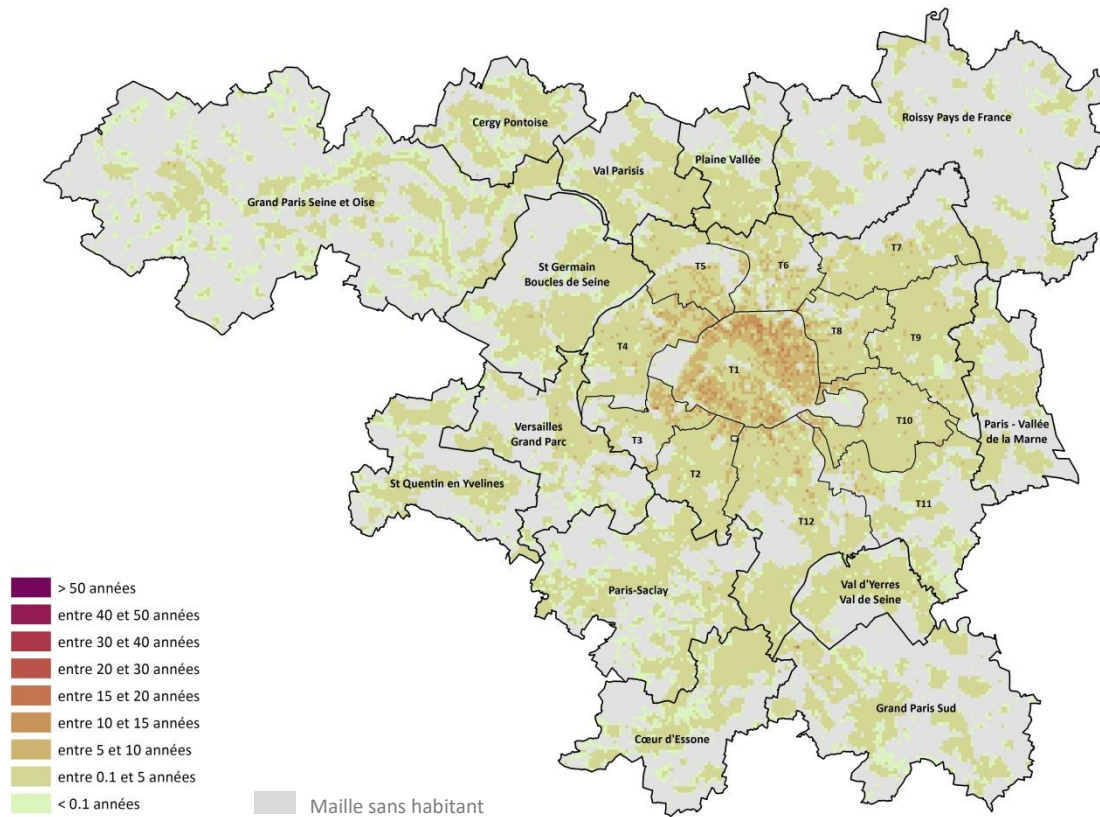 Cergy Pontoise
Roissy Pays de France
Plaine Vallée
Val Parisis
Grand Paris Seine et Oise
T7
T5
T6
St Germain
Boucles de Seine
T8
T9
T4
T1
T10
Versailles
Grand Parc
T3
Paris - Vallée
de la Marne
T2
St Quentin en Yvelines
T11
T12
Paris-Saclay
Val d'Yerres
Val de Seine
Grand Paris Sud
Cœur d'Essone
> 50 années
entre 40 et 50 années
entre 30 et 40 années
entre 20 et 30 années
entre 15 et 20 années
entre 10 et 15 années
entre 5 et 10 années
entre 0.1 et 5 années
< 0.1 années
Maille sans habitant